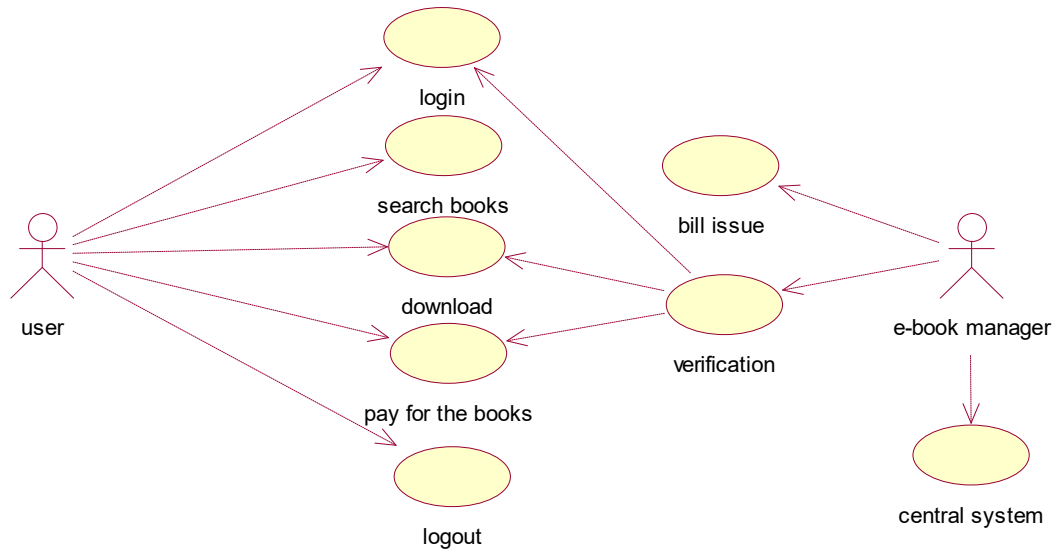 login
search books
bill issue
download
user
e-book manager
verification
pay for the books
central system
logout